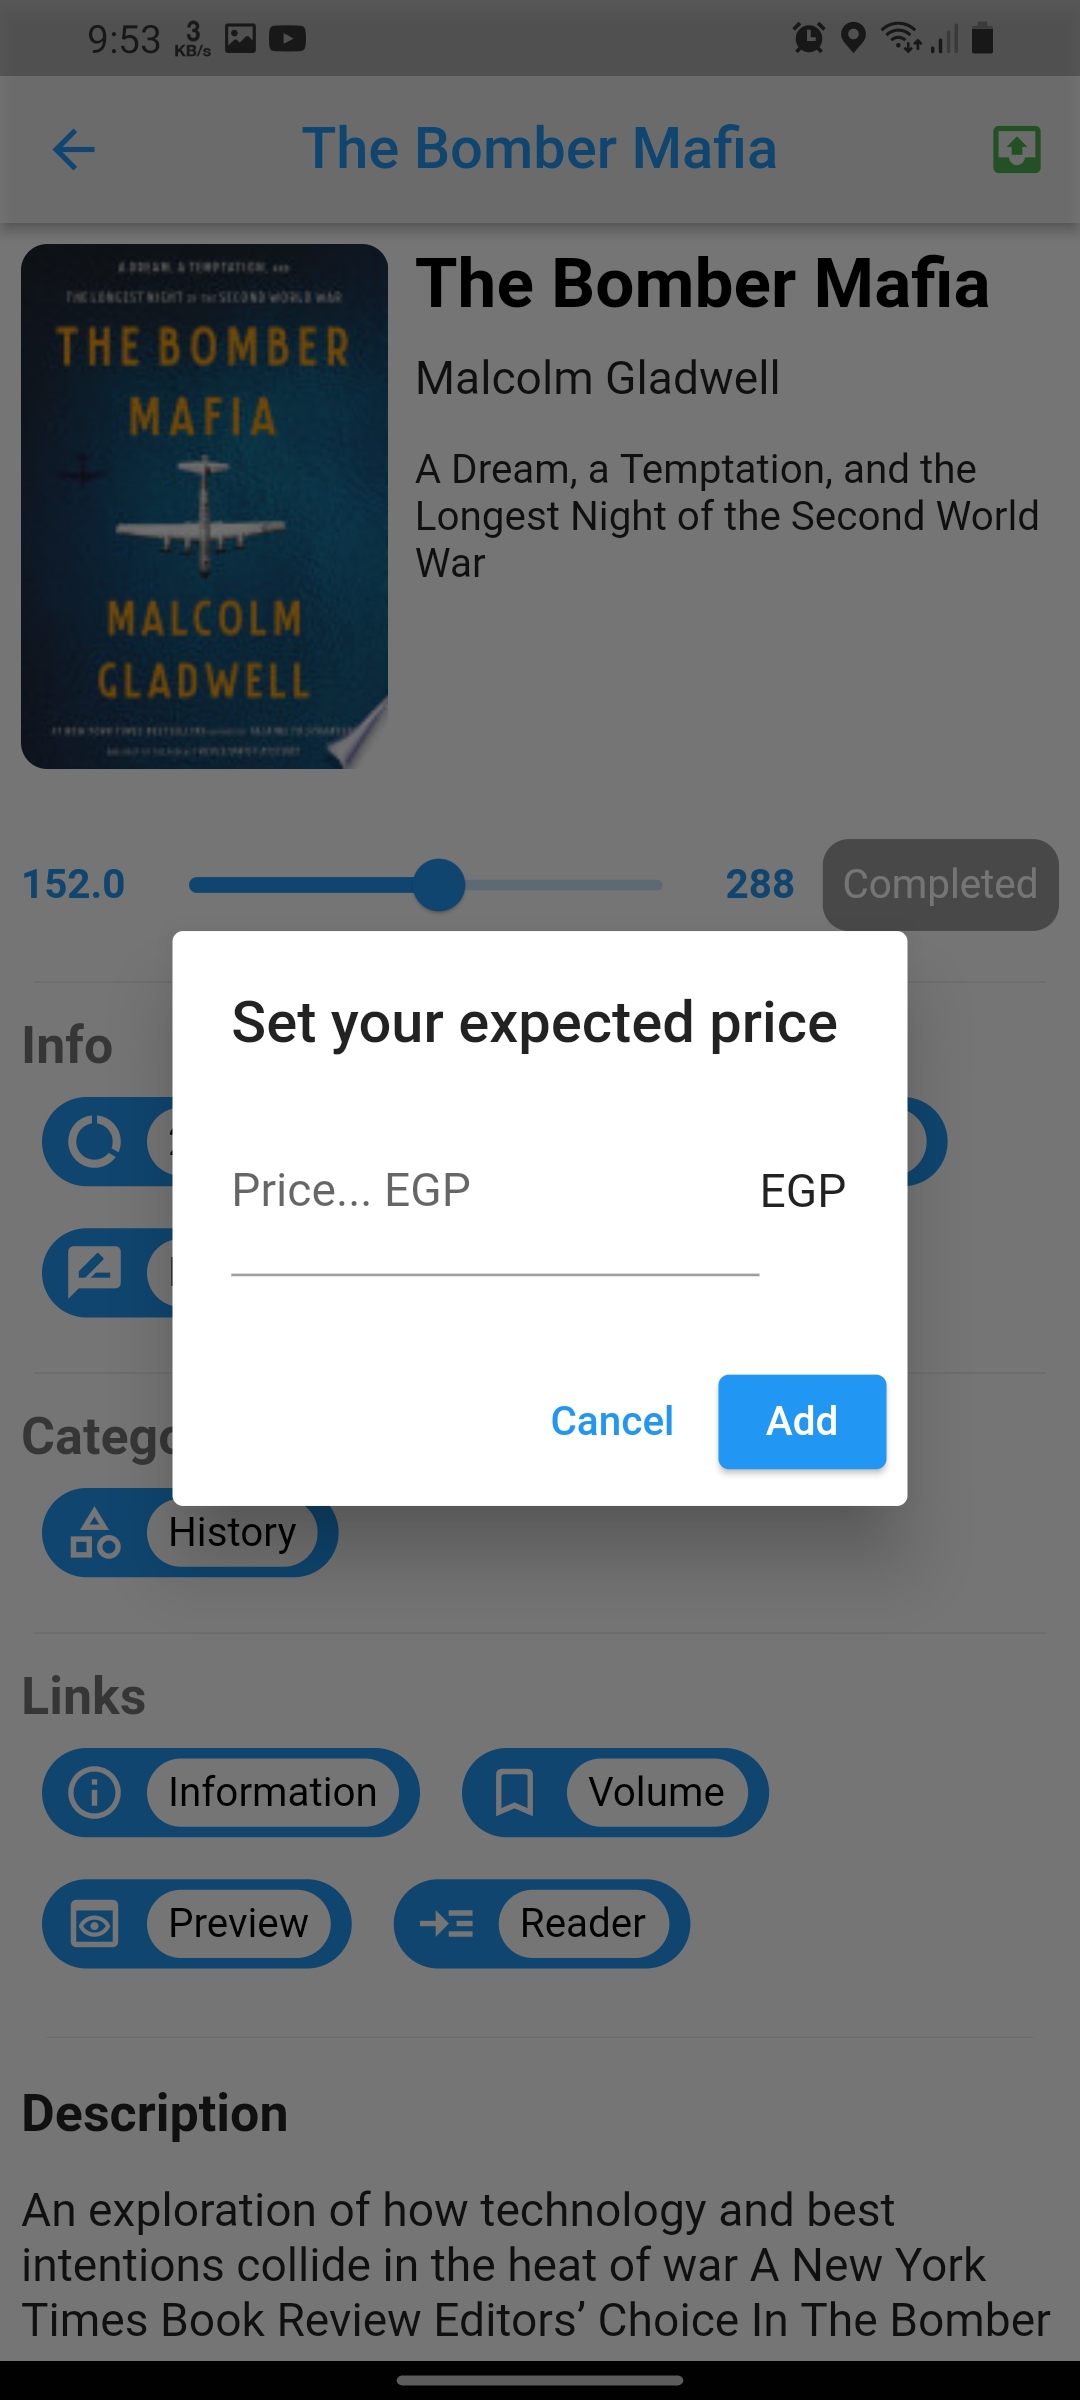 9:53
3
KB/s
The Bomber Mafia
A DREAM, A TEMPTATION, AND
THE LONGEST NIGHT OF THE SECOND WORLD WAR
THE BOMBER
MAFIA
MALCOLM
GLADWELL
The Bomber Mafia
Malcolm Gladwell
A Dream, a Temptation, and the
Longest Night of the Second World
War
152.0
288
Completed
Set your expected price
Price... EGP
EGP
Cancel
Add
Info
Catego
History
Links
Information
Volume
Preview
Reader
Description
An exploration of how technology and best
intentions collide in the heat of war A New York
Times Book Review Editors’ Choice In The Bomber